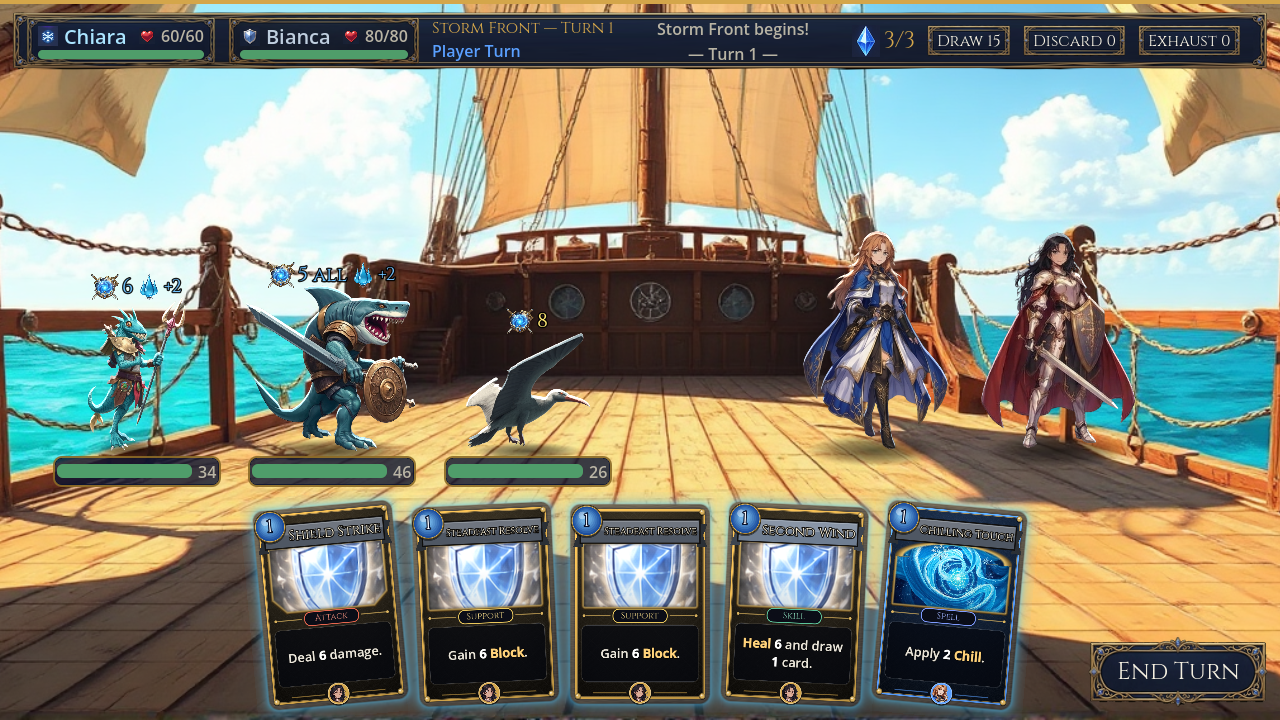 Chiara 60/60
Bianca 80/80
STORM FRONT — TURN 1
Player Turn
Storm Front begins!
— Turn 1 —
3/3
DRAW 15
DISCARD 0
EXHAUST 0
6 +2
5 ALL +2
8
34
46
26
1
SHIELD STRIKE
ATTACK
Deal 6 damage.
1
STEADFAST RESOLVE
SUPPORT
Gain 6 Block.
1
STEADFAST RESOLVE
SUPPORT
Gain 6 Block.
1
SECOND WIND
SKILL
Heal 6 and draw
1 card.
1
CHILLING TOUCH
SPELL
Apply 2 Chill.
END TURN